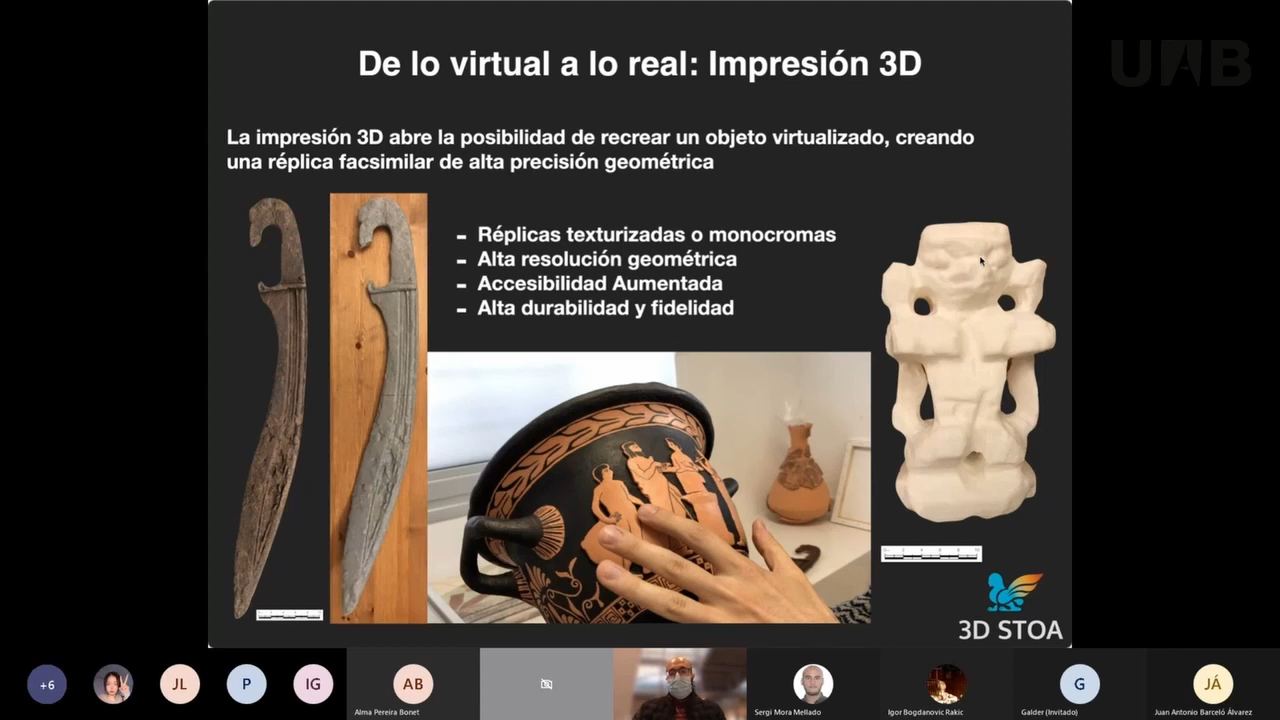 De lo virtual a lo real: Impresión 3D
UAB
La impresión 3D abre la posibilidad de recrear un objeto virtualizado, creando
una réplica facsimilar de alta precisión geométrica
- Réplicas texturizadas o monocromas
- Alta resolución geométrica
- Accesibilidad Aumentada
- Alta durabilidad y fidelidad
3D STOA
+6
JL
P
IG
AB
G
JÁ
Alma Pereira Bonet
Sergi Mora Mellado
Igor Bogdanovic Rakic
Galder (Invitado)
Juan Antonio Barceló Álvarez